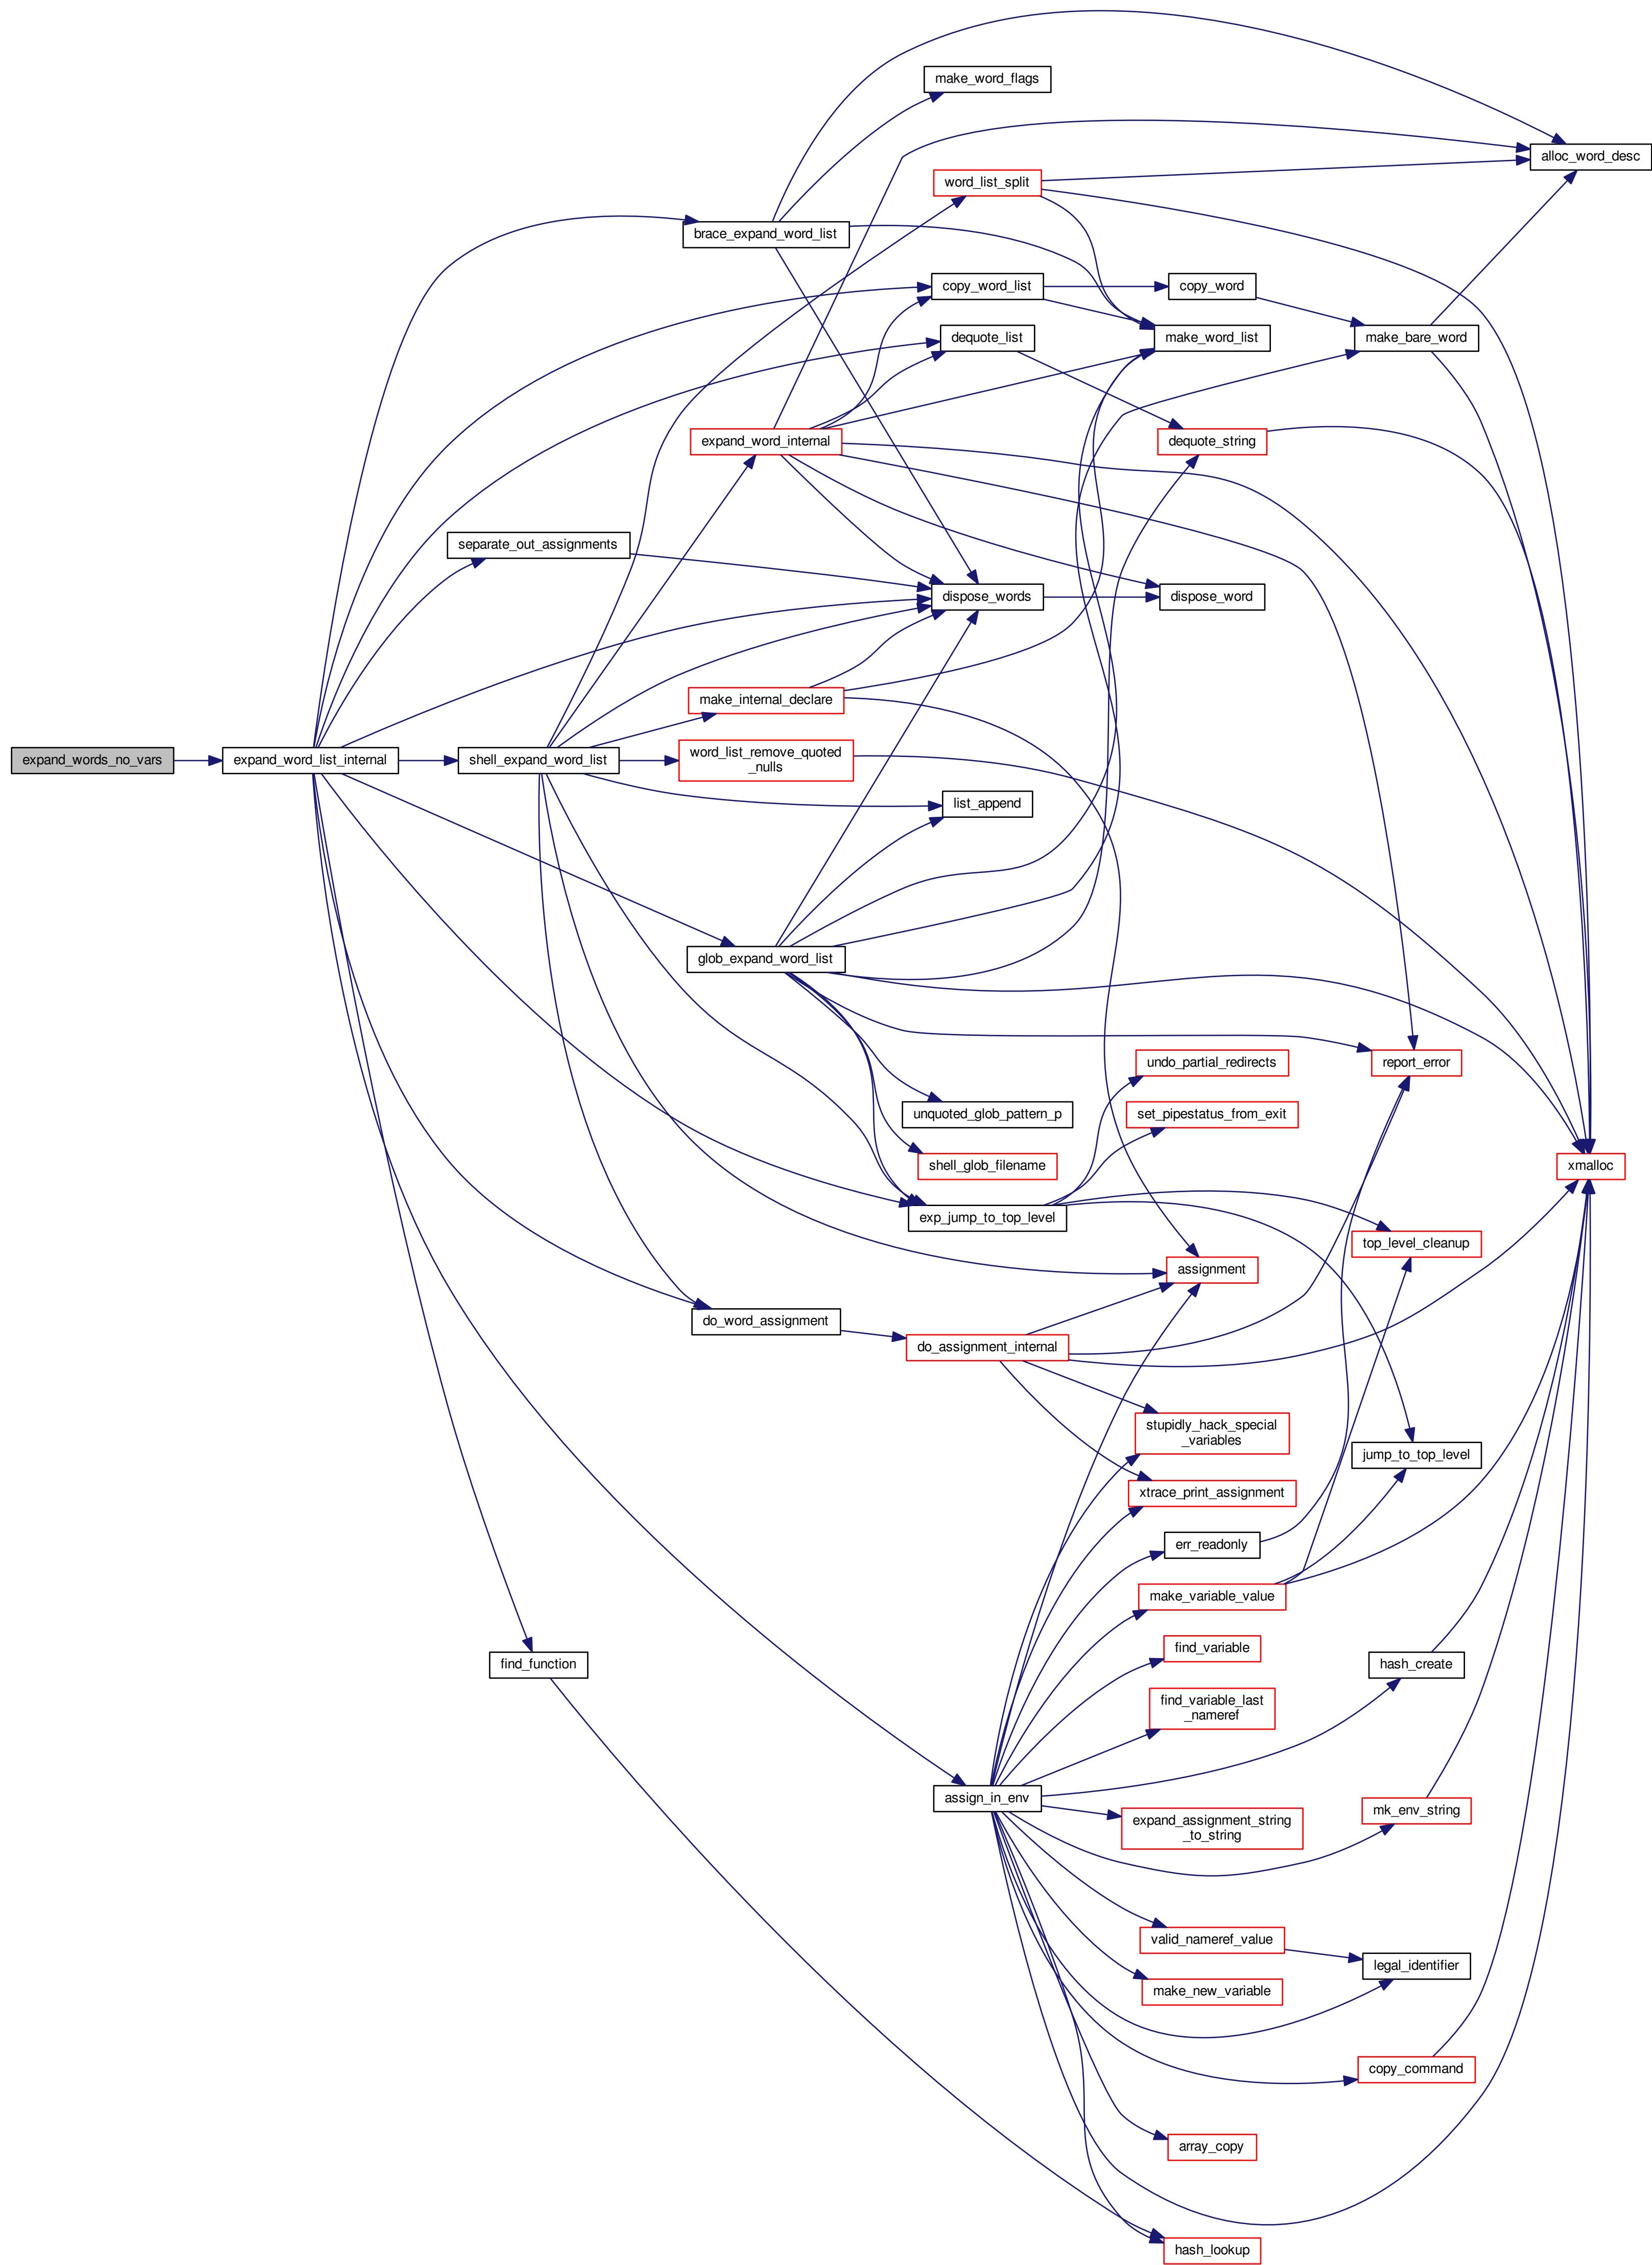 make_word_flags
alloc_word_desc
word_list_split
brace_expand_word_list
copy_word_list
copy_word
dequote_list
make_word_list
make_bare_word
expand_word_internal
dequote_string
separate_out_assignments
dispose_words
dispose_word
make_internal_declare
expand_words_no_vars
expand_word_list_internal
shell_expand_word_list
word_list_remove_quoted
_nulls
list_append
glob_expand_word_list
undo_partial_redirects
report_error
unquoted_glob_pattern_p
set_pipestatus_from_exit
shell_glob_filename
xmalloc
exp_jump_to_top_level
top_level_cleanup
assignment
do_word_assignment
do_assignment_internal
stupidly_hack_special
_variables
jump_to_top_level
xtrace_print_assignment
err_readonly
make_variable_value
find_variable
find_function
hash_create
find_variable_last
_nameref
assign_in_env
mk_env_string
expand_assignment_string
_to_string
valid_nameref_value
legal_identifier
make_new_variable
copy_command
array_copy
hash_lookup